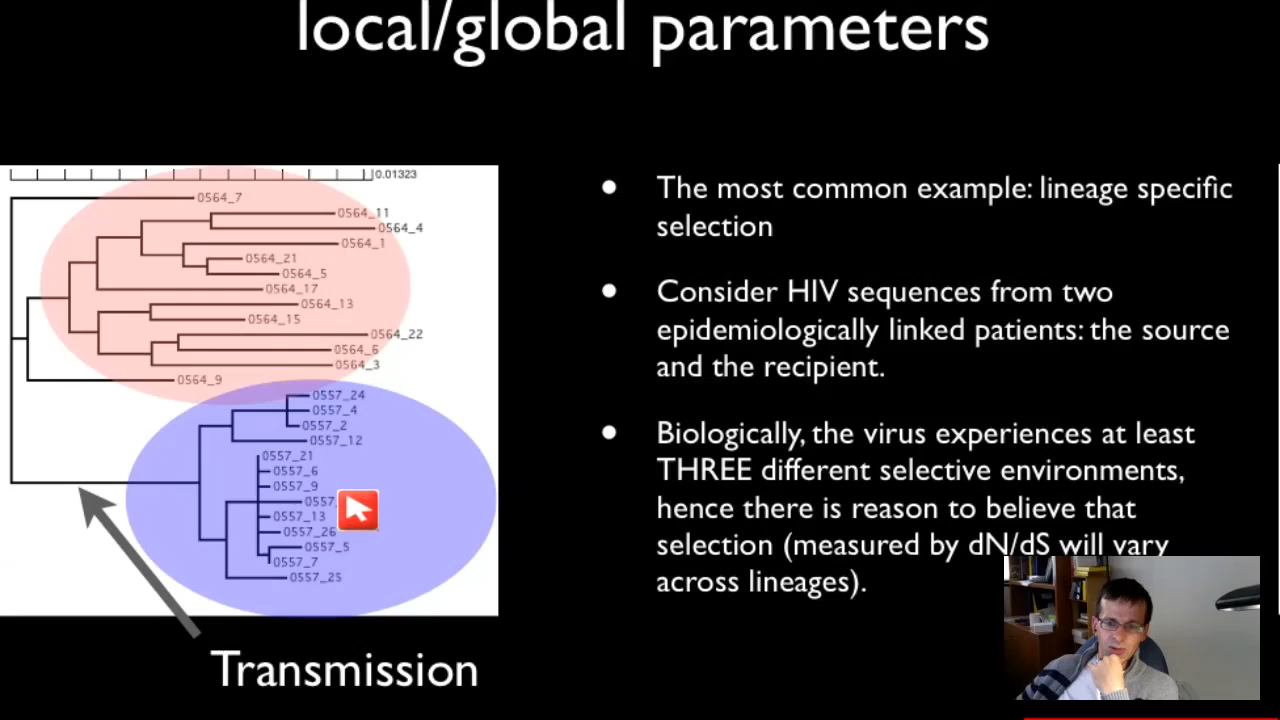 local/global parameters
0.01323
0564_7
0564_11
0564_4
0564_1
0564_21
0564_5
0564_17
0564_13
0564_15
0564_22
0564_6
0564_3
0564_9
0557_24
0557_4
0557_2
0557_12
0557_21
0557_6
0557_9
0557_
0557_13
0557_26
0557_5
0557_7
0557_25
Transmission
• The most common example: lineage specific
selection
• Consider HIV sequences from two
epidemiologically linked patients: the source
and the recipient.
• Biologically, the virus experiences at least
THREE different selective environments,
hence there is reason to believe that
selection (measured by dN/dS will vary
across lineages).